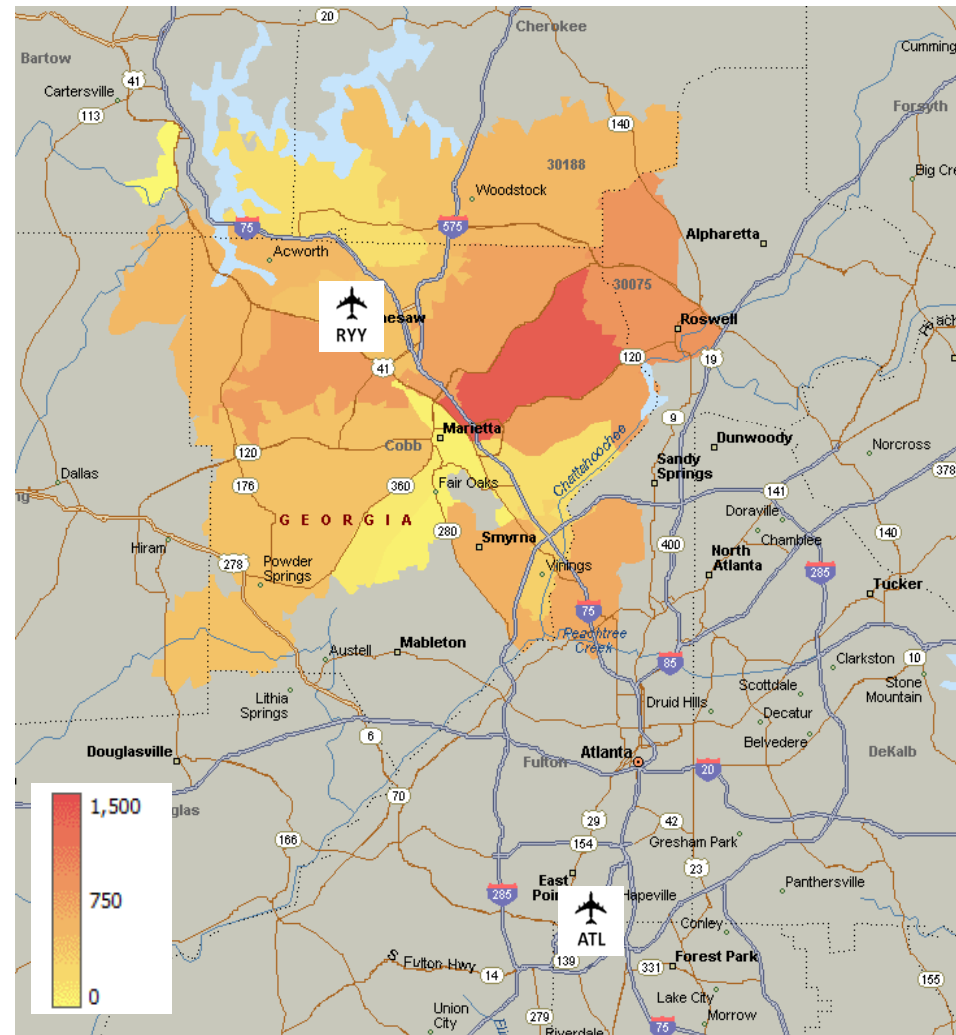 20
Cherokee
Bartow
Cumming
41
Cartersville
113
Forsyth
140
30188
Big Cre
Woodstock
75
575
Alpharetta
Acworth
30075
nesaw
RYY
Roswell
120
19
41
9
Marietta
Dunwoody
Cobb
Norcross
120
Chattahoochee
Sandy
Springs
378
Dallas
176
360
Fair Oaks
141
GEORGIA
Doraville
280
Smyrna
Chamblee
140
Hiram
400
North
Atlanta
278
Powder
Springs
Vinings
285
Tucker
75
Peachtree
Creek
Mableton
Austell
85
Clarkston
10
Stone
Mountain
Scottdale
Lithia
Springs
Druid Hills
Decatur
6
Belvedere
Douglasville
Atlanta
DeKalb
Fulton
20
1,500
70
glas
29
42
166
154
Gresham Park
750
23
East
Poin
Panthersville
285
Hapeville
ATL
Conley
0
S Fulton Hwy
139
331
Forest Park
14
155
Lake City
Union
City
279
Morrow
Riverdale
75